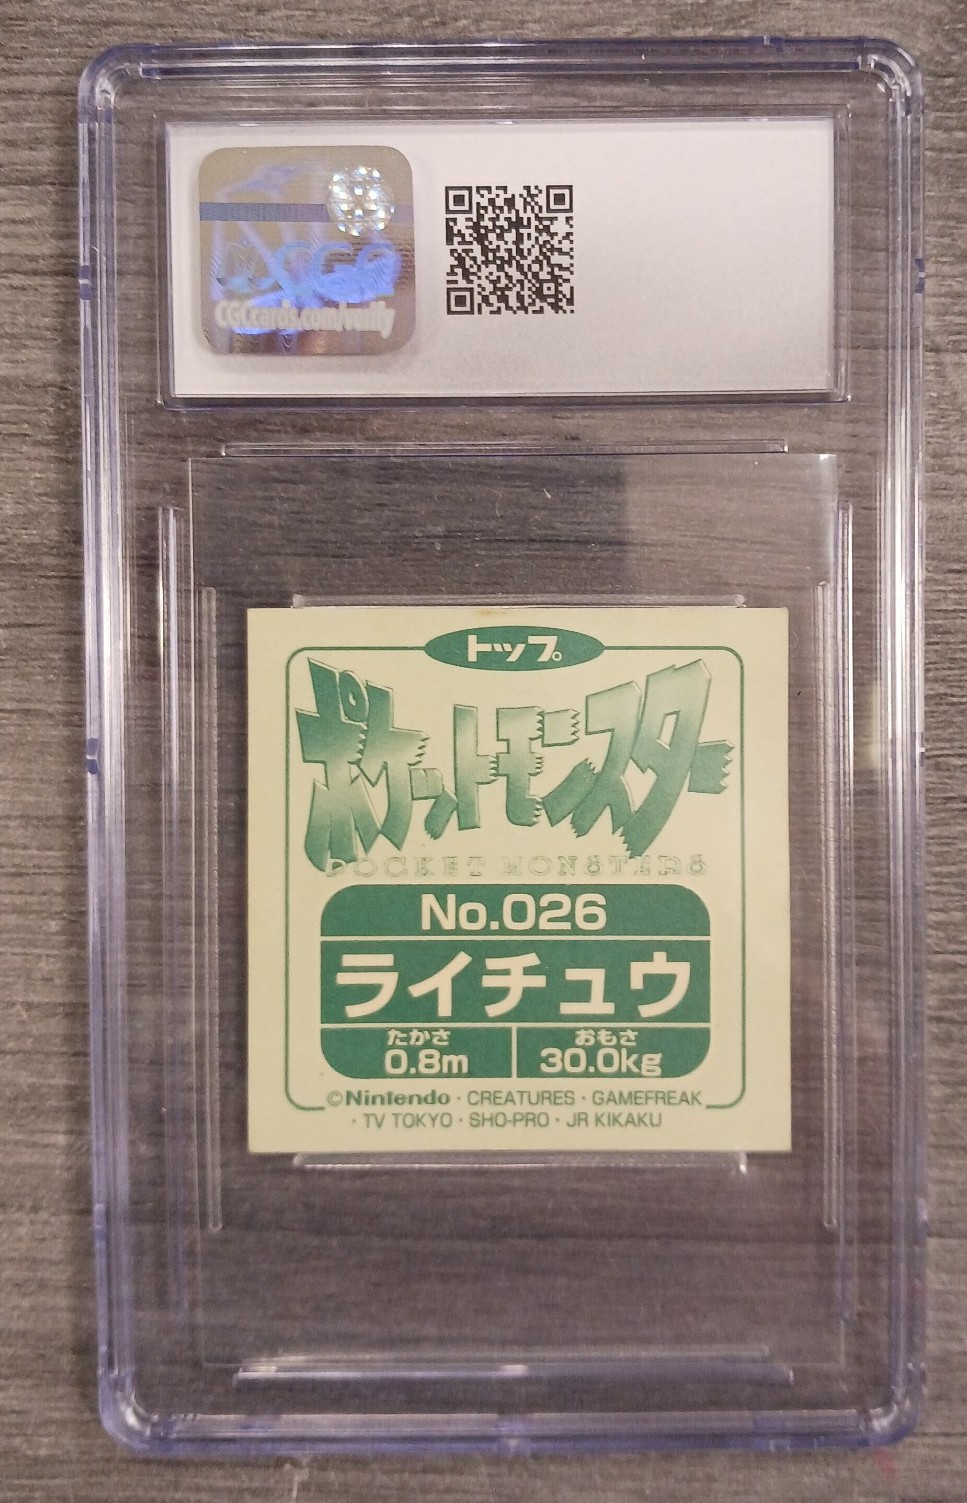 CGC
CGCcards.com/verify
トップ
ポケットモンスター
POCKET MONSTERS
No.026
ライチュウ
たかさ
0.8m
おもさ
30.0kg
©Nintendo・CREATURES・GAMEFREAK
・TV TOKYO・SHO-PRO・JR KIKAKU